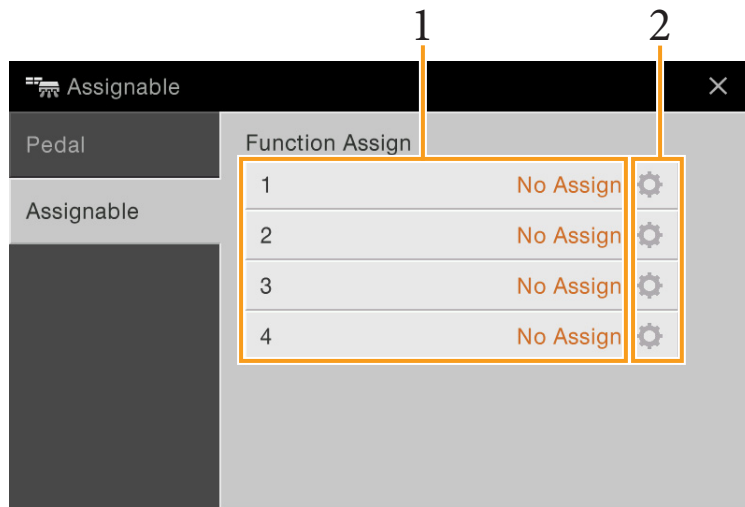 1 2
Assignable
Pedal
Function Assign
1 No Assign
Assignable
2 No Assign
3 No Assign
4 No Assign